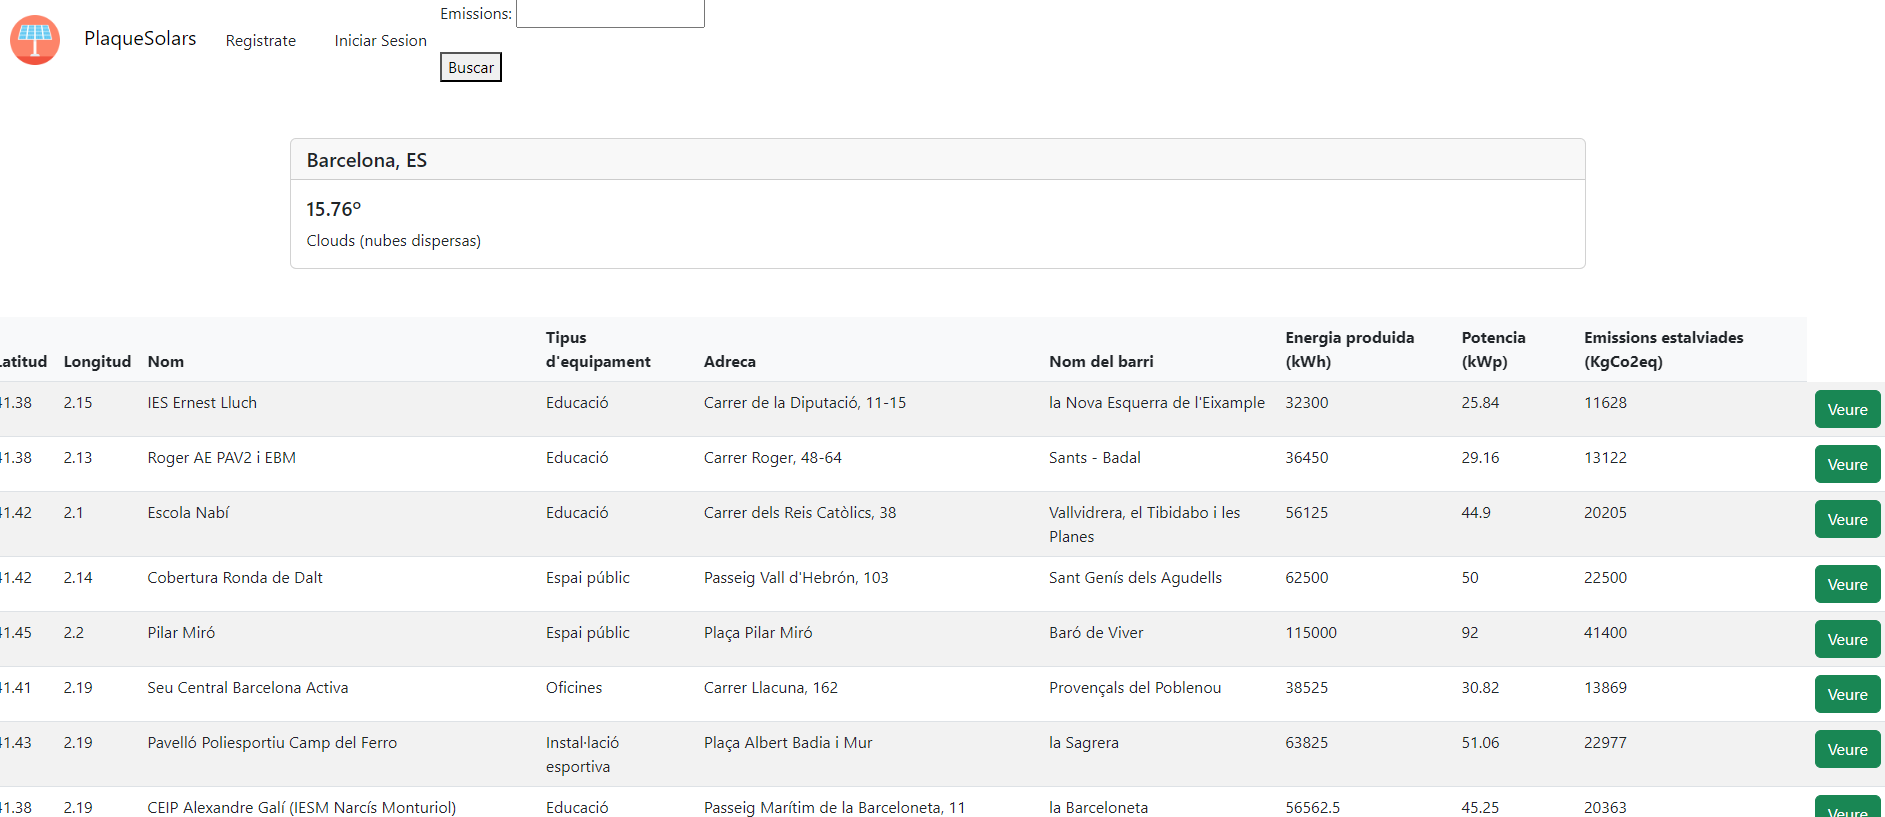 Emissions:
PlaqueSolars Registrate Iniciar Sesion
Buscar
Barcelona, ES
15.76º
Clouds (nubes dispersas)
Latitud Longitud Nom Tipus d'equipament Adreca Nom del barri Energia produida (kWh) Potencia (kWp) Emissions estalviades (KgCo2eq)
41.38 2.15 IES Ernest Lluch Educació Carrer de la Diputació, 11-15 la Nova Esquerra de l'Eixample 32300 25.84 11628 Veure
41.38 2.13 Roger AE PAV2 i EBM Educació Carrer Roger, 48-64 Sants - Badal 36450 29.16 13122 Veure
41.42 2.1 Escola Nabí Educació Carrer dels Reis Catòlics, 38 Vallvidrera, el Tibidabo i les Planes 56125 44.9 20205 Veure
41.42 2.14 Cobertura Ronda de Dalt Espai públic Passeig Vall d'Hebrón, 103 Sant Genís dels Agudells 62500 50 22500 Veure
41.45 2.2 Pilar Miró Espai públic Plaça Pilar Miró Baró de Viver 115000 92 41400 Veure
41.41 2.19 Seu Central Barcelona Activa Oficines Carrer Llacuna, 162 Provençals del Poblenou 38525 30.82 13869 Veure
41.43 2.19 Pavelló Poliesportiu Camp del Ferro Instal·lació esportiva Plaça Albert Badia i Mur la Sagrera 63825 51.06 22977 Veure
41.38 2.19 CEIP Alexandre Galí (IESM Narcís Monturiol) Educació Passeig Marítim de la Barceloneta, 11 la Barceloneta 56562.5 45.25 20363 Veure